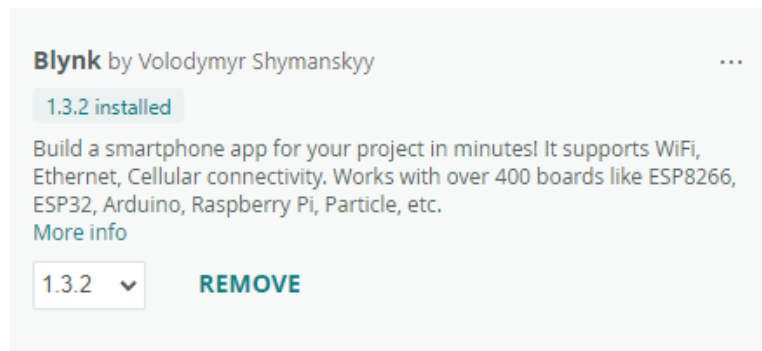 Blynk by Volodymyr Shymanskyy
...
1.3.2 installed
Build a smartphone app for your project in minutes! It supports WiFi,
Ethernet, Cellular connectivity. Works with over 400 boards like ESP8266,
ESP32, Arduino, Raspberry Pi, Particle, etc.
More info
1.3.2 REMOVE